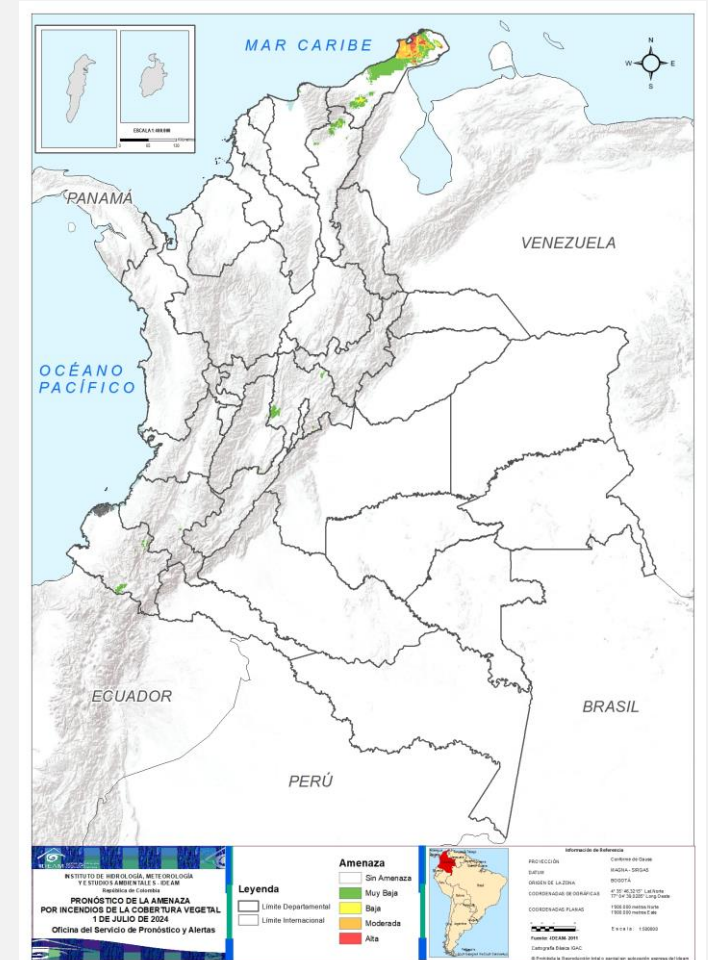 MAR CARIBE
N
W
E
S
PANAMÁ
VENEZUELA
OCÉANO
PACÍFICO
ECUADOR
BRASIL
PERÚ
IDEAM
INSTITUTO DE HIDROLOGÍA, METEOROLOGÍA
Y ESTUDIOS AMBIENTALES - IDEAM
República de Colombia
PRONÓSTICO DE LA AMENAZA
POR INCENDIOS DE LA COBERTURA VEGETAL
1 DE JULIO DE 2024
Oficina del Servicio de Pronóstico y Alertas
Leyenda
Límite Departamental
Límite Internacional
Amenaza
Sin Amenaza
Muy Baja
Baja
Moderada
Alta
Información de Referencia
PROYECCIÓN
Conforme de Gauss
DATUM
MAGNA - SIRGAS
ORIGEN DE LA ZONA
BOGOTÁ
COORDENADAS GEOGRÁFICAS
COORDENADAS PLANAS
Escala:
Fuente: IDEAM 2011
Cartografía Básica IGAC